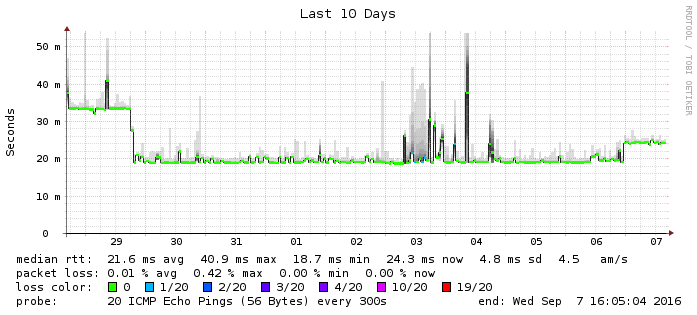 Last 10 Days
RRDTOOL / TOBI OETIKER
Seconds
50 m
40 m
30 m
20 m
10 m
0
29 30 31 01 02 03 04 05 06 07
median rtt: 21.6 ms avg 40.9 ms max 18.7 ms min 24.3 ms now 4.8 ms sd 4.5 am/s
packet loss: 0.01 % avg 0.42 % max 0.00 % min 0.00 % now
loss color: 0 1/20 2/20 3/20 4/20 10/20 19/20
probe: 20 ICMP Echo Pings (56 Bytes) every 300s end: Wed Sep 7 16:05:04 2016